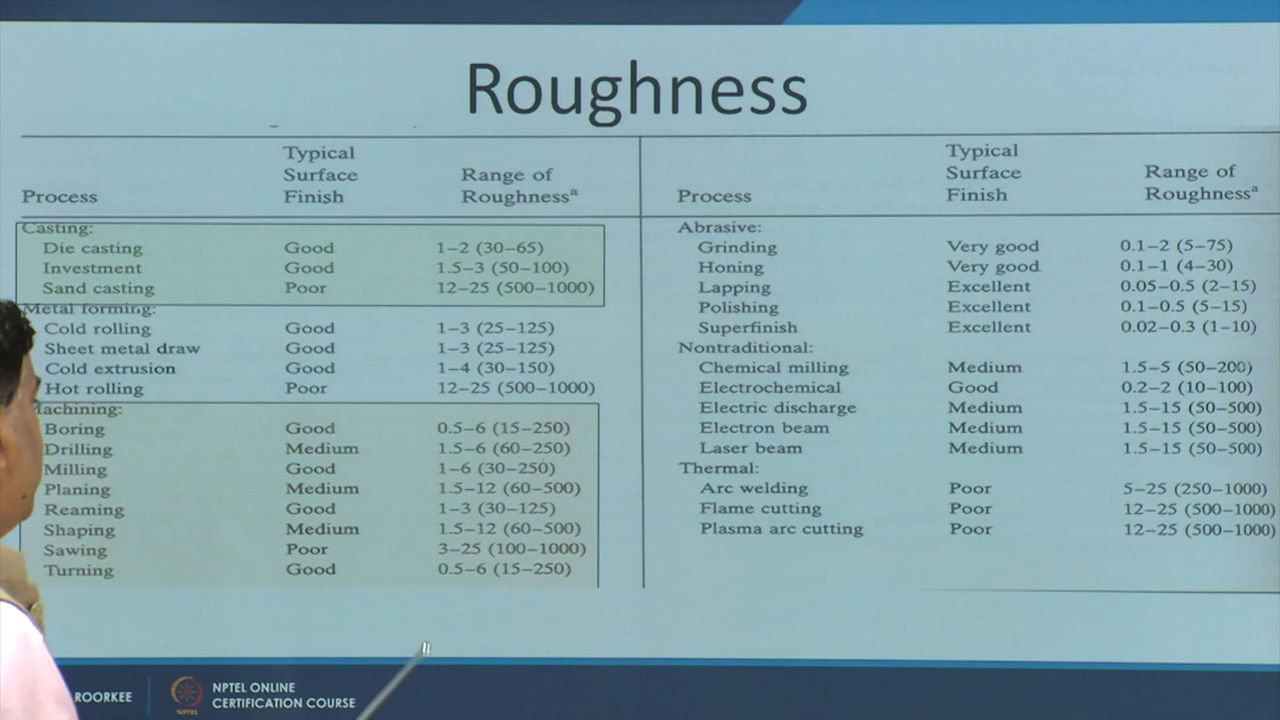 Roughness
Process Typical Surface Finish Range of Roughnessa
Casting:
Die casting Good 1–2 (30–65)
Investment Good 1.5–3 (50–100)
Sand casting Poor 12–25 (500–1000)
Metal forming:
Cold rolling Good 1–3 (25–125)
Sheet metal draw Good 1–3 (25–125)
Cold extrusion Good 1–4 (30–150)
Hot rolling Poor 12–25 (500–1000)
Machining:
Boring Good 0.5–6 (15–250)
Drilling Medium 1.5–6 (60–250)
Milling Good 1–6 (30–250)
Planing Medium 1.5–12 (60–500)
Reaming Good 1–3 (30–125)
Shaping Medium 1.5–12 (60–500)
Sawing Poor 3–25 (100–1000)
Turning Good 0.5–6 (15–250)
Process Typical Surface Finish Range of Roughnessa
Abrasive:
Grinding Very good 0.1–2 (5–75)
Honing Very good 0.1–1 (4–30)
Lapping Excellent 0.05–0.5 (2–15)
Polishing Excellent 0.1–0.5 (5–15)
Superfinish Excellent 0.02–0.3 (1–10)
Nontraditional:
Chemical milling Medium 1.5–5 (50–200)
Electrochemical Good 0.2–2 (10–100)
Electric discharge Medium 1.5–15 (50–500)
Electron beam Medium 1.5–15 (50–500)
Laser beam Medium 1.5–15 (50–500)
Thermal:
Arc welding Poor 5–25 (250–1000)
Flame cutting Poor 12–25 (500–1000)
Plasma arc cutting Poor 12–25 (500–1000)
ROORKEE
NPTEL ONLINE
CERTIFICATION COURSE
NPTEL